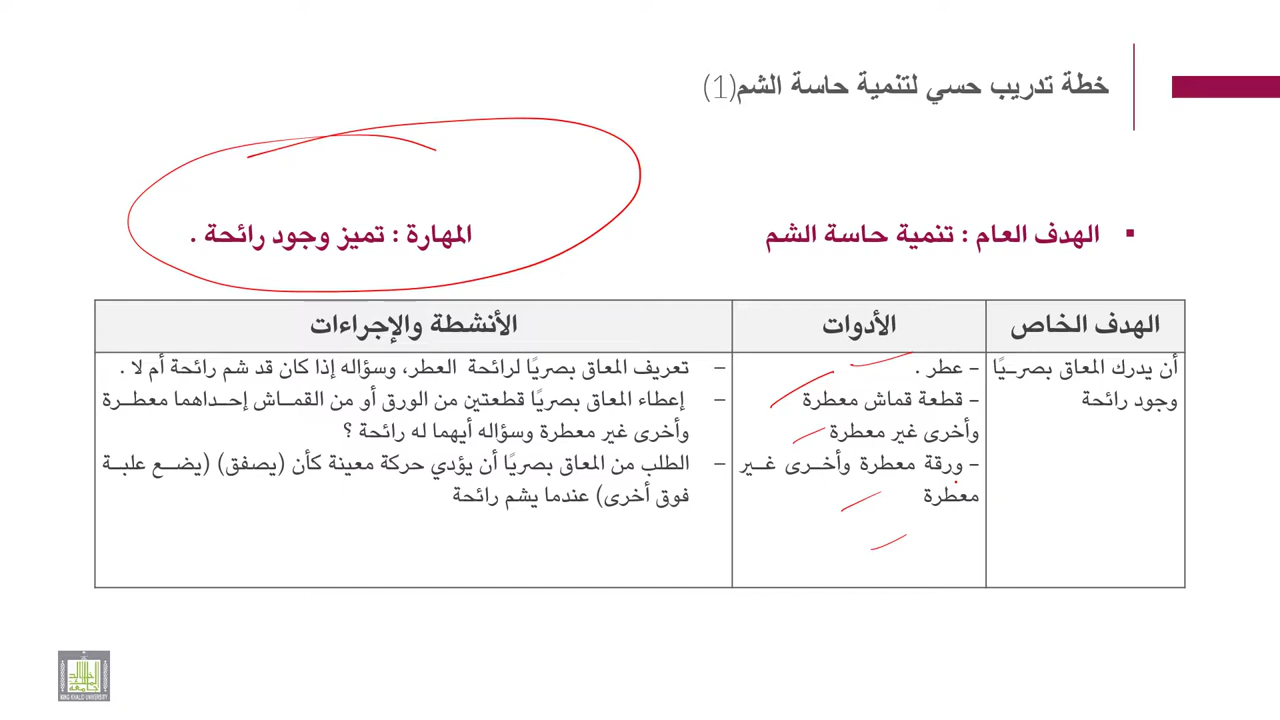 خطة تدريب حسي لتنمية حاسة الشم(1)
▪ الهدف العام : تنمية حاسة الشم
المهارة : تميز وجود رائحة .
الهدف الخاص
الأدوات
الأنشطة والإجراءات
أن يدرك المعاق بصريًا
وجود رائحة
- عطر .
- قطعة قماش معطرة
وأخرى غير معطرة
- ورقة معطرة وأخرى غير
معطرة
- تعريف المعاق بصريًا لرائحة العطر، وسؤاله إذا كان قد شم رائحة أم لا .
- إعطاء المعاق بصريًا قطعتين من الورق أو من القماش إحداهما معطرة
وأخرى غير معطرة وسؤاله أيهما له رائحة ؟
- الطلب من المعاق بصريًا أن يؤدي حركة معينة كأن (يصفق) (يضع علبة
فوق أخرى) عندما يشم رائحة
KING KHALID UNIVERSITY